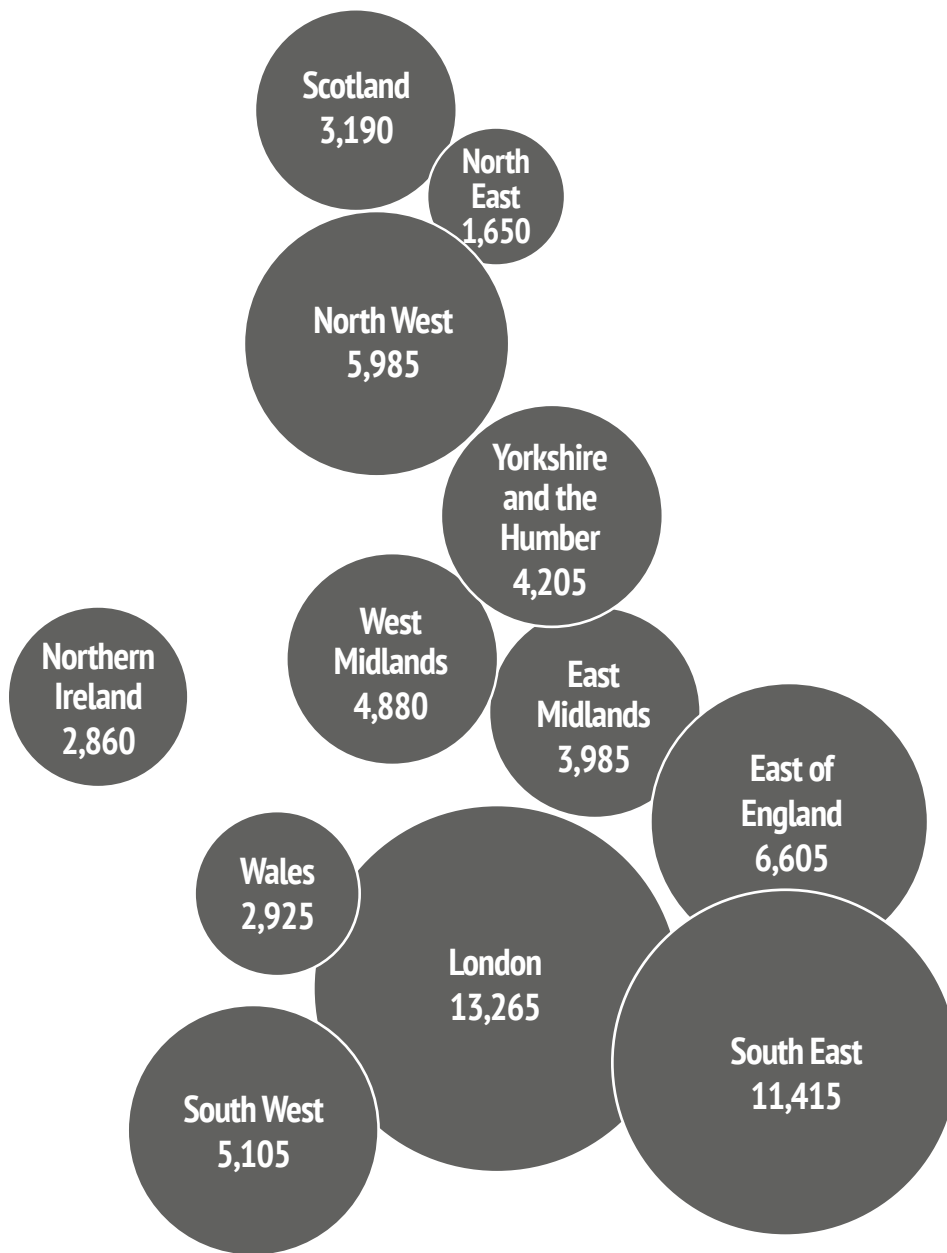 Scotland
3,190
North
East
1,650
North West
5,985
Yorkshire
and the
Humber
4,205
West
Midlands
4,880
Northern
Ireland
2,860
East
Midlands
3,985
East of
England
6,605
Wales
2,925
London
13,265
South East
11,415
South West
5,105